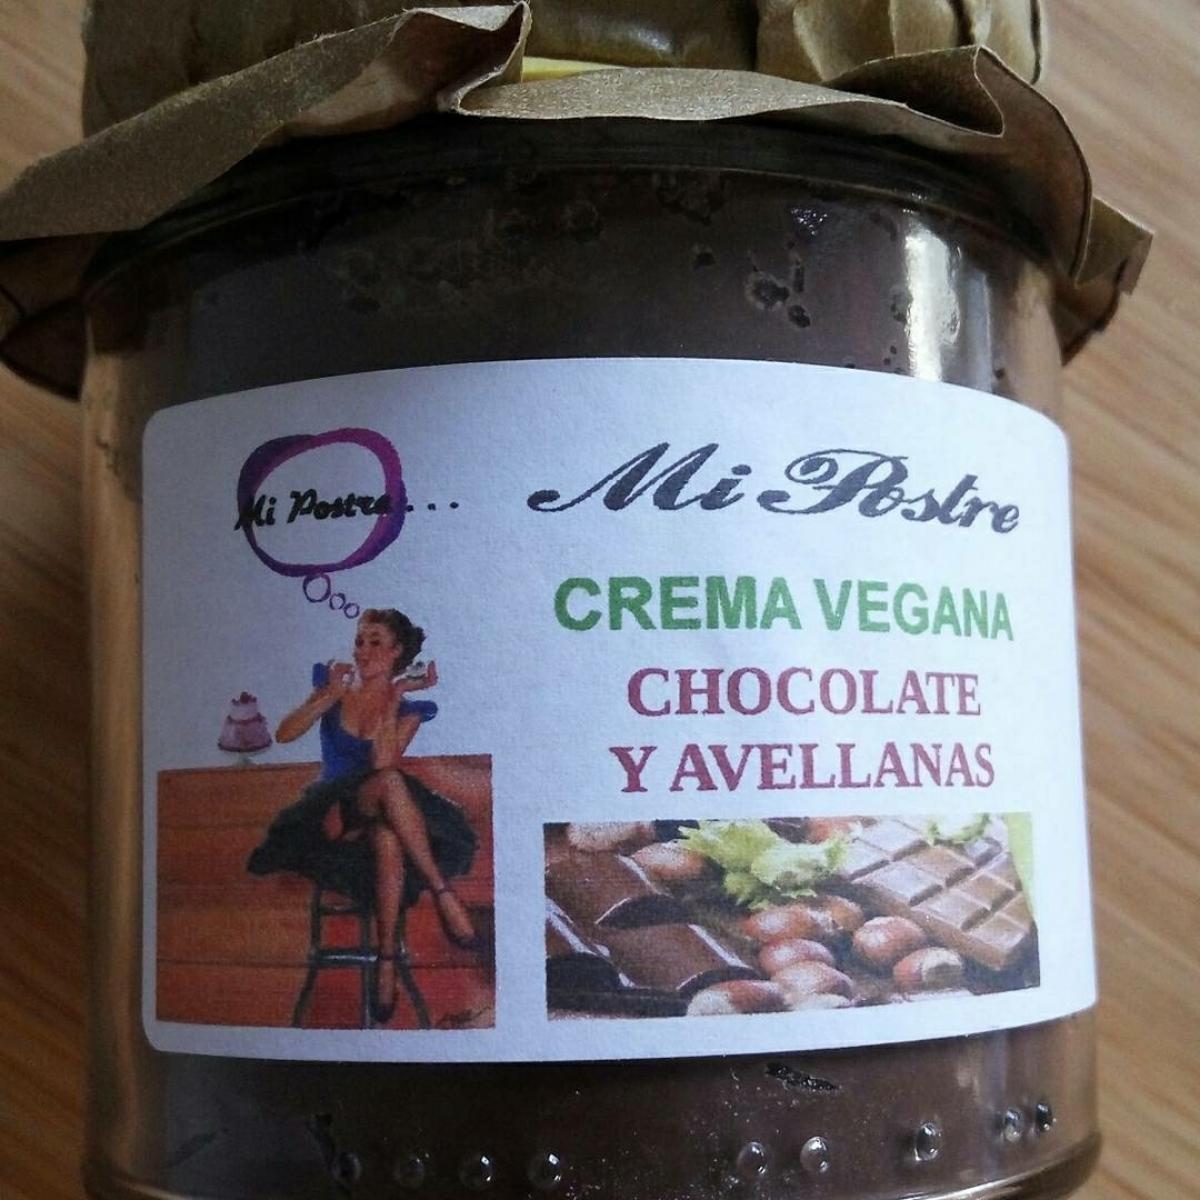 Mi Postre...
Mi Postre
CREMA VEGANA
CHOCOLATE
Y AVELLANAS